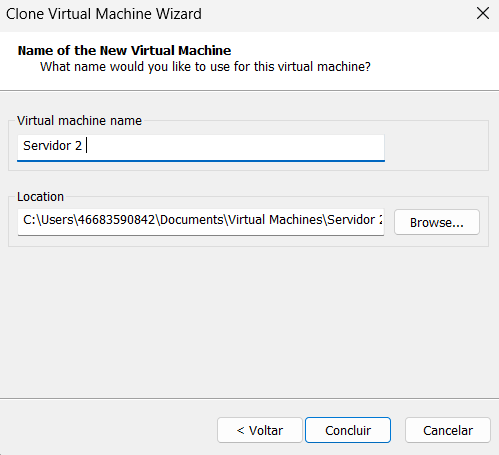 Clone Virtual Machine Wizard
Name of the New Virtual Machine
What name would you like to use for this virtual machine?
Virtual machine name
Servidor 2
Location
C:\Users\46683590842\Documents\Virtual Machines\Servidor 2
Browse...
< Voltar
Concluir
Cancelar